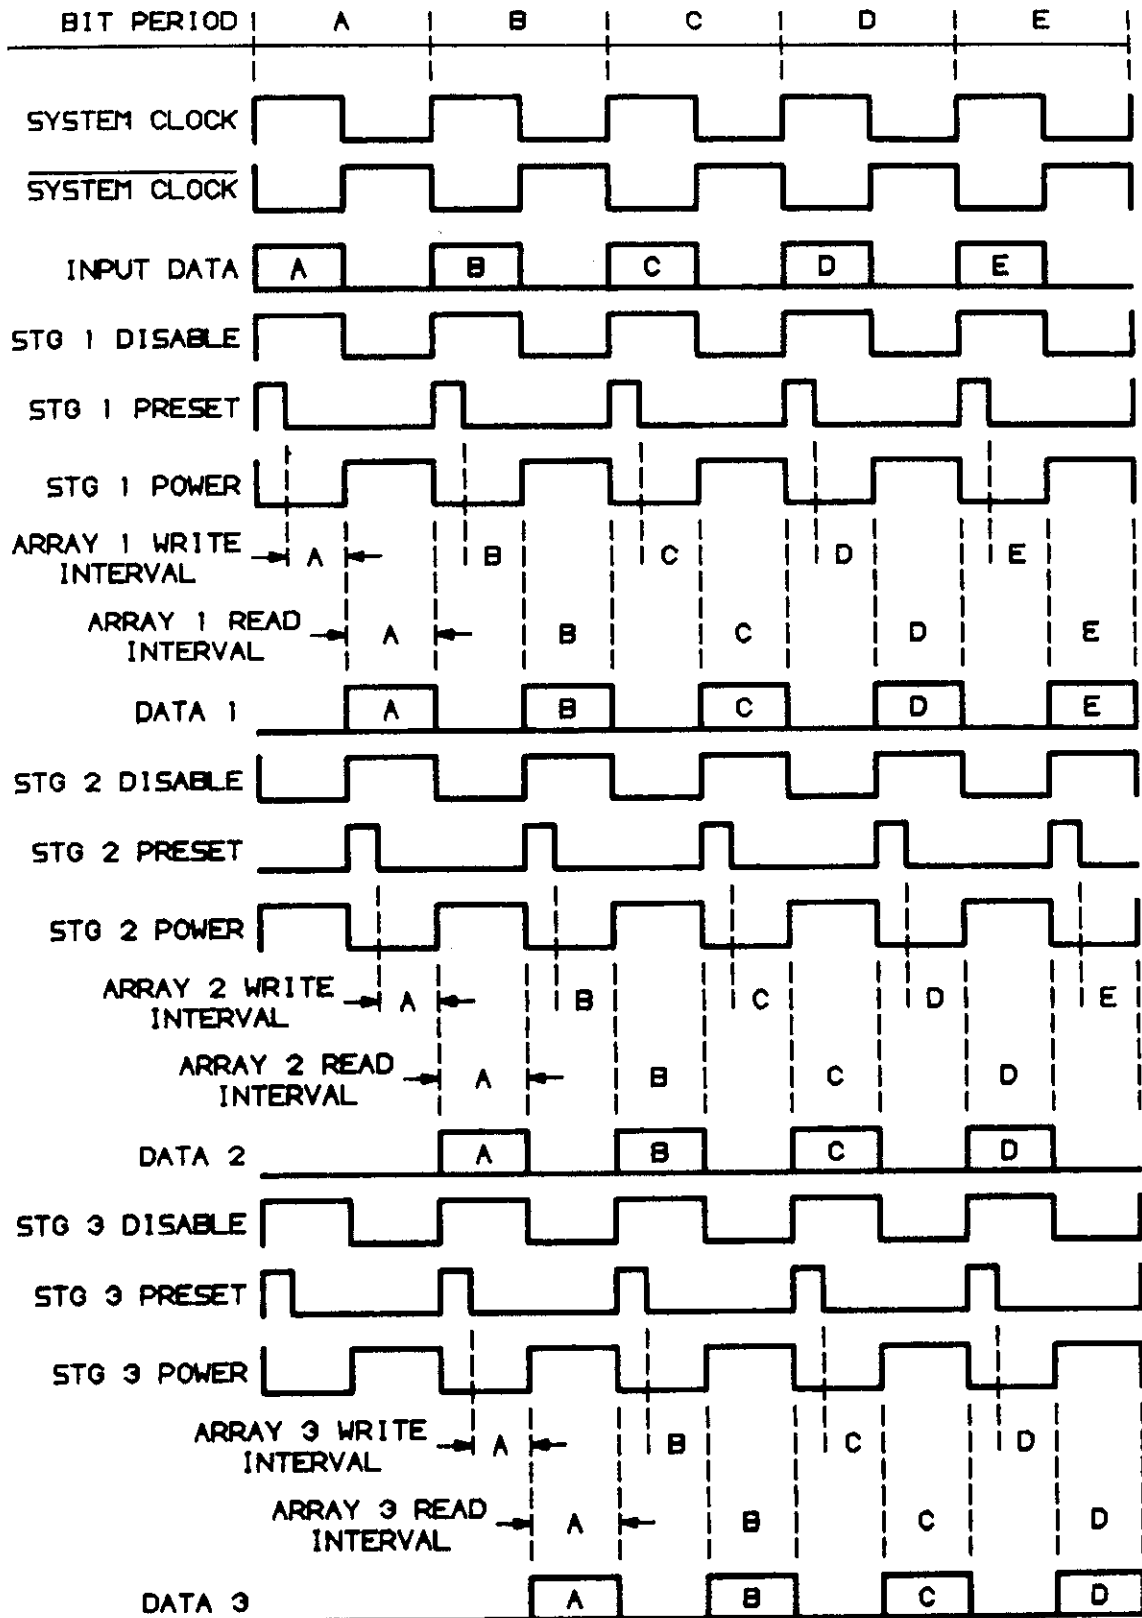 BIT PERIOD A B C D E
SYSTEM CLOCK
SYSTEM CLOCK
INPUT DATA A B C D E
STG 1 DISABLE
STG 1 PRESET
STG 1 POWER
ARRAY 1 WRITE
INTERVAL A B C D E
ARRAY 1 READ
INTERVAL A B C D E
DATA 1 A B C D E
STG 2 DISABLE
STG 2 PRESET
STG 2 POWER
ARRAY 2 WRITE
INTERVAL A B C D E
ARRAY 2 READ
INTERVAL A B C D
DATA 2 A B C D
STG 3 DISABLE
STG 3 PRESET
STG 3 POWER
ARRAY 3 WRITE
INTERVAL A B C D
ARRAY 3 READ
INTERVAL A B C D
DATA 3 A B C D